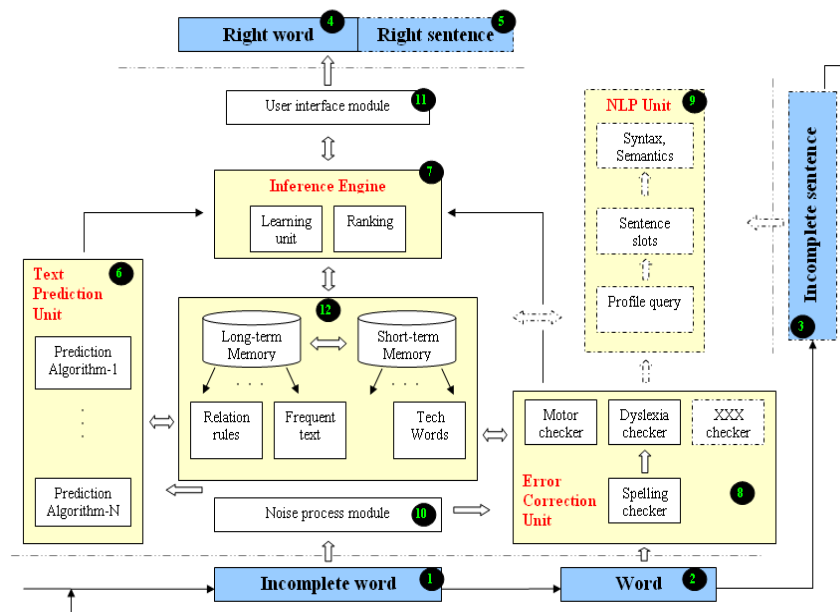 Right word
4
Right sentence
5
User interface module
11
NLP Unit
9
Syntax,
Semantics
Inference Engine
7
Learning
unit
Ranking
Sentence
slots
Incomplete sentence
3
Text
Prediction
Unit
6
Profile query
12
Long-term
Memory
Short-term
Memory
Prediction
Algorithm-1
. . . .
. . . .
Relation
rules
Frequent
text
Tech
Words
Motor
checker
Dyslexia
checker
XXX
checker
Prediction
Algorithm-N
Error
Correction
Unit
Spelling
checker
8
Noise process module
10
Incomplete word
1
Word
2